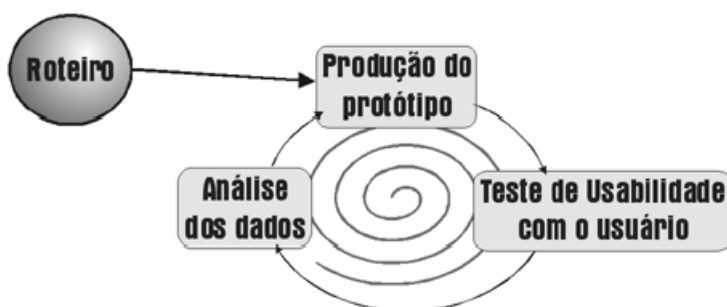 Roteiro
Produção do
protótipo
Análise
dos dados
Teste de Usabilidade
com o usuário